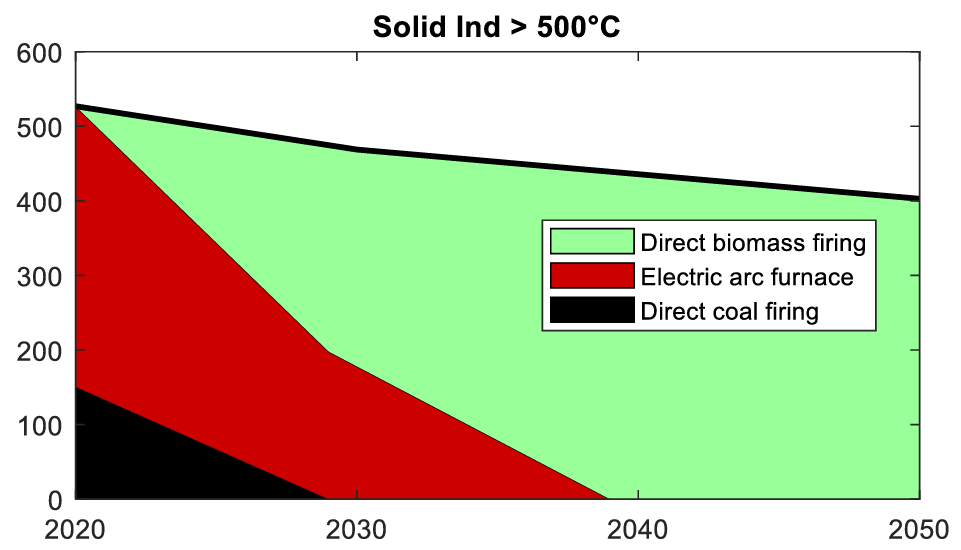 Solid Ind > 500°C
600
500
400
300
200
100
0
Direct biomass firing
Electric arc furnace
Direct coal firing
2020
2030
2040
2050